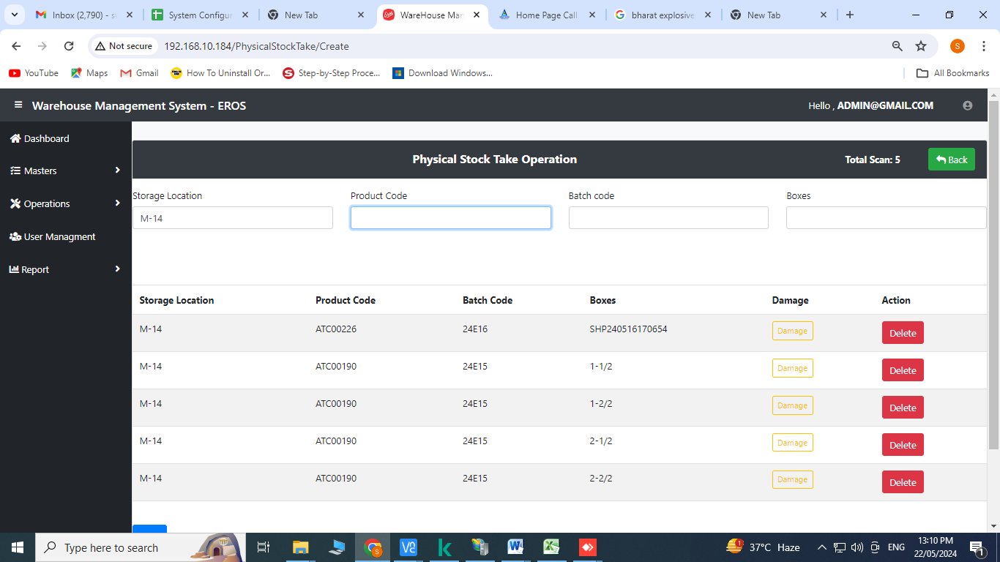 Inbox (2,790) - s
System Configur
New Tab
WareHouse Man
Home Page Call
bharat explosive
New Tab
Not secure
192.168.10.184/PhysicalStockTake/Create
S
YouTube
Maps
Gmail
How To Uninstall Or...
Step-by-Step Proce...
Download Windows...
All Bookmarks
Warehouse Management System - EROS
Hello , ADMIN@GMAIL.COM
Dashboard
Masters
Operations
User Managment
Report
Physical Stock Take Operation
Total Scan: 5
Back
Storage Location Product Code Batch code Boxes
M-14
Storage Location Product Code Batch Code Boxes Damage Action
M-14 ATC00226 24E16 SHP240516170654 Damage Delete
M-14 ATC00190 24E15 1-1/2 Damage Delete
M-14 ATC00190 24E15 1-2/2 Damage Delete
M-14 ATC00190 24E15 2-1/2 Damage Delete
M-14 ATC00190 24E15 2-2/2 Damage Delete
Type here to search
37°C Haze
ENG
13:10 PM
22/05/2024